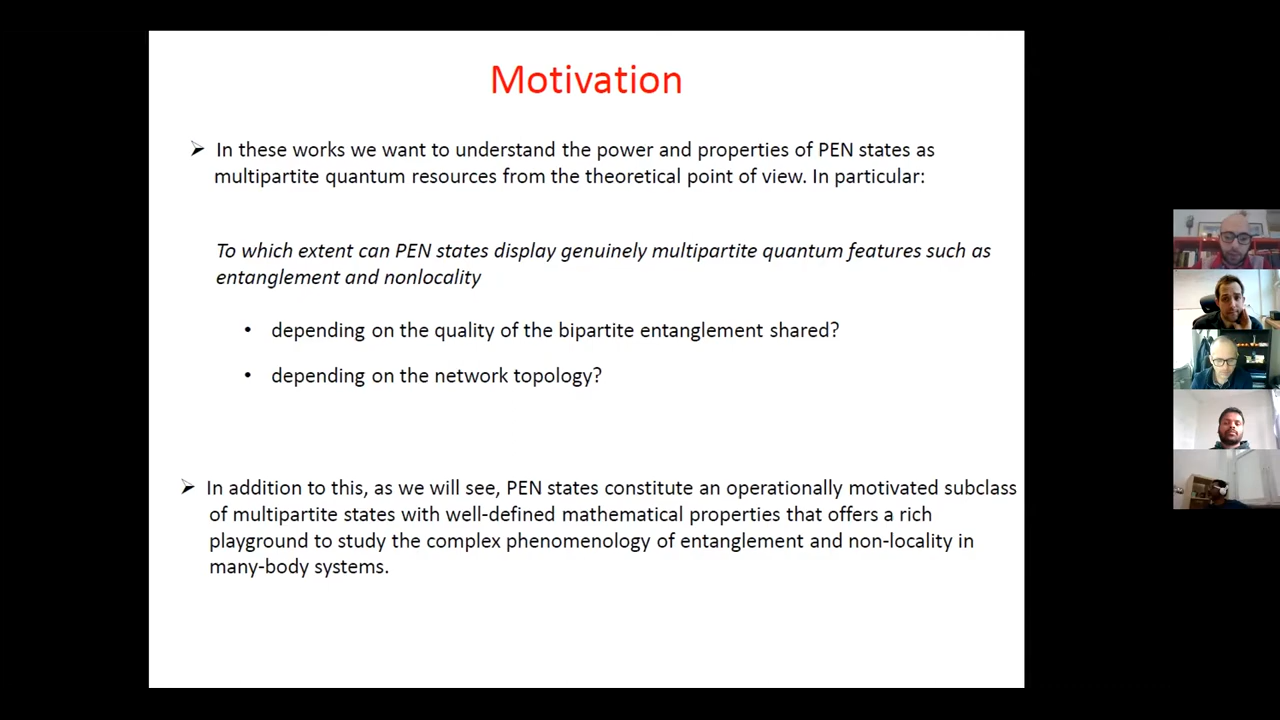 Motivation
➢ In these works we want to understand the power and properties of PEN states as
multipartite quantum resources from the theoretical point of view. In particular:
To which extent can PEN states display genuinely multipartite quantum features such as
entanglement and nonlocality
• depending on the quality of the bipartite entanglement shared?
• depending on the network topology?
➢ In addition to this, as we will see, PEN states constitute an operationally motivated subclass
of multipartite states with well-defined mathematical properties that offers a rich
playground to study the complex phenomenology of entanglement and non-locality in
many-body systems.